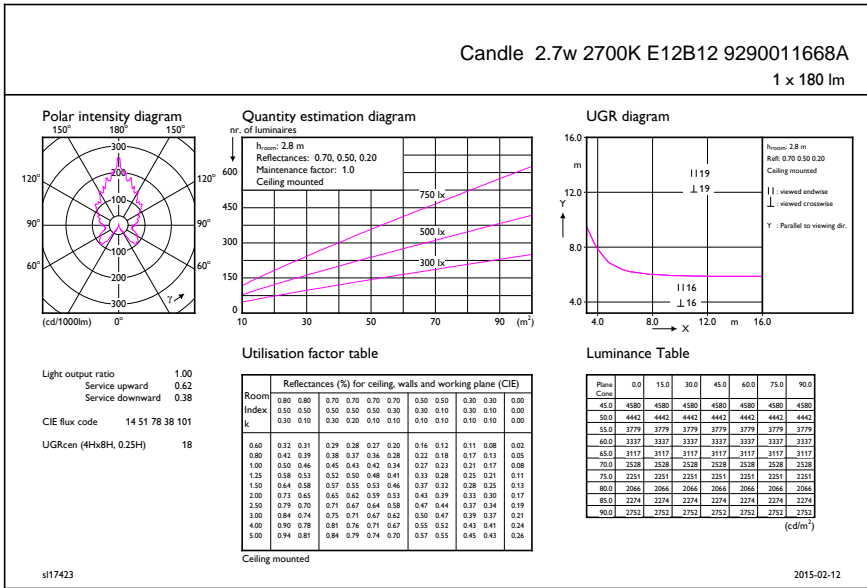 Candle 2.7w 2700K E12B12 9290011668A
1 x 180 lm
Polar intensity diagram
150° 180° 150°
300
200
120° 100 120°
90° 90°
100
60° 200 60°
300
γ
(cd/1000lm) 0°
Quantity estimation diagram
nr. of luminaires
hroom: 2.8 m
Reflectances: 0.70, 0.50, 0.20
Maintenance factor: 1.0
Ceiling mounted
600
450
300
150
0
750 lx
500 lx
300 lx
10 30 50 70 90 (m²)
UGR diagram
16.0
m
12.0
Y
8.0
4.0
||19
⊥19
||16
⊥16
4.0 8.0 12.0 m 16.0
X
hroom: 2.8 m
Refl: 0.70 0.50 0.20
Ceiling mounted
|| : viewed endwise
⊥ : viewed crosswise
Y : Parallel to viewing dir.
Light output ratio 1.00
Service upward 0.62
Service downward 0.38
CIE flux code 14 51 78 38 101
UGRcen (4Hx8H, 0.25H) 18
Utilisation factor table
Reflectances (%) for ceiling, walls and working plane (CIE)
Room 0.80 0.80 0.70 0.70 0.70 0.70 0.50 0.50 0.30 0.30 0.00
Index 0.50 0.50 0.50 0.50 0.50 0.30 0.30 0.10 0.30 0.10 0.00
k 0.30 0.10 0.30 0.20 0.10 0.10 0.10 0.10 0.10 0.10 0.00
0.60 0.32 0.31 0.29 0.28 0.27 0.20 0.16 0.12 0.11 0.08 0.02
0.80 0.42 0.39 0.38 0.37 0.36 0.28 0.22 0.18 0.17 0.13 0.05
1.00 0.50 0.46 0.45 0.43 0.42 0.34 0.27 0.23 0.21 0.17 0.08
1.25 0.58 0.53 0.52 0.50 0.48 0.41 0.33 0.28 0.25 0.21 0.11
1.50 0.64 0.58 0.57 0.55 0.53 0.46 0.37 0.32 0.28 0.25 0.13
2.00 0.73 0.65 0.65 0.62 0.59 0.53 0.43 0.39 0.33 0.30 0.17
2.50 0.79 0.70 0.71 0.67 0.64 0.58 0.47 0.44 0.37 0.34 0.19
3.00 0.84 0.74 0.75 0.71 0.67 0.62 0.50 0.47 0.39 0.37 0.21
4.00 0.90 0.78 0.81 0.76 0.71 0.67 0.55 0.52 0.43 0.41 0.24
5.00 0.94 0.81 0.84 0.79 0.74 0.70 0.57 0.55 0.45 0.43 0.26
Ceiling mounted
Luminance Table
Plane 0.0 15.0 30.0 45.0 60.0 75.0 90.0
Cone
45.0 4580 4580 4580 4580 4580 4580 4580
50.0 4442 4442 4442 4442 4442 4442 4442
55.0 3779 3779 3779 3779 3779 3779 3779
60.0 3337 3337 3337 3337 3337 3337 3337
65.0 3117 3117 3117 3117 3117 3117 3117
70.0 2528 2528 2528 2528 2528 2528 2528
75.0 2251 2251 2251 2251 2251 2251 2251
80.0 2066 2066 2066 2066 2066 2066 2066
85.0 2274 2274 2274 2274 2274 2274 2274
90.0 2752 2752 2752 2752 2752 2752 2752
(cd/m²)
sl17423
2015-02-12